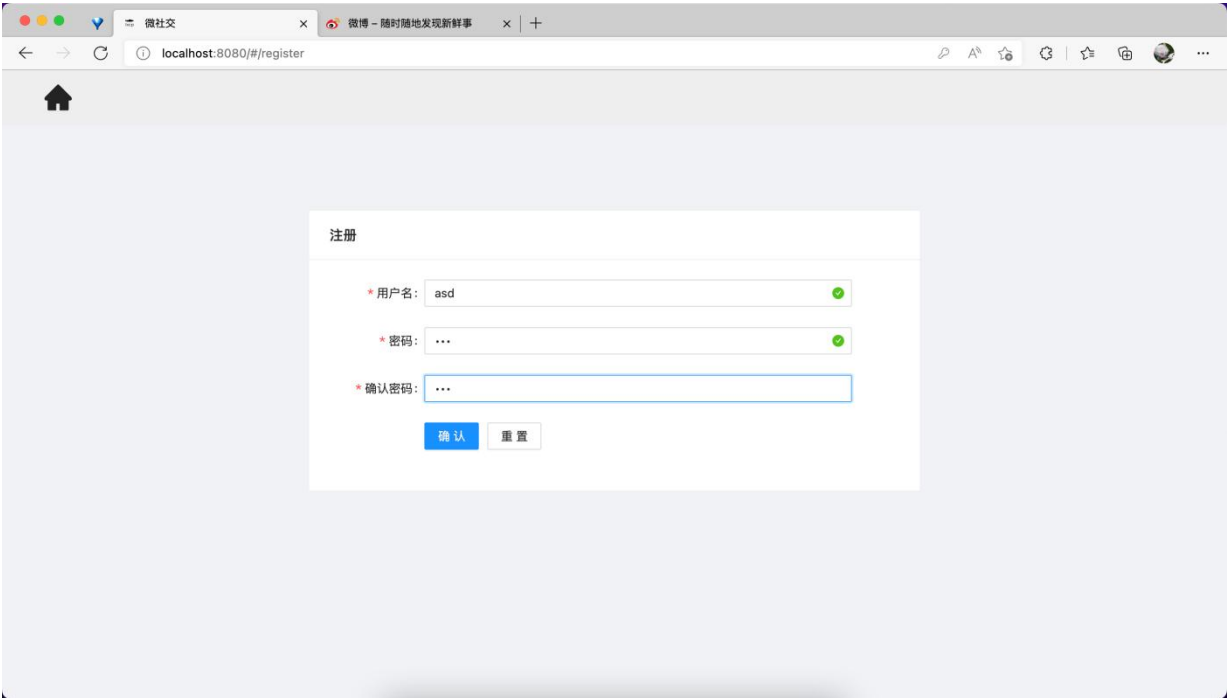 微社交
微博 – 随时随地发现新鲜事
localhost:8080/#/register
注册
* 用户名: asd
* 密码: •••
* 确认密码: •••
确 认
重 置